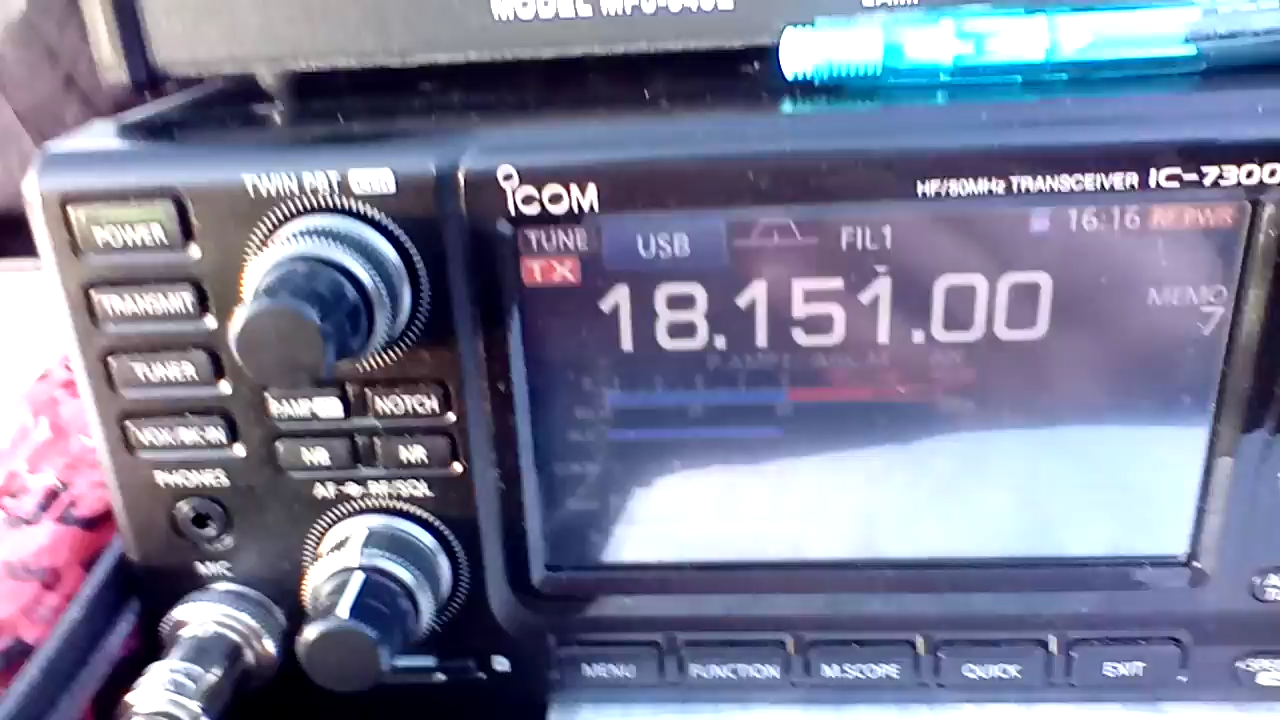 TWIN PBT
ICOM
HF/50MHz TRANSCEIVER IC-7300
POWER
TRANSMIT
TUNER
VOX/BK-IN
NOTCH
NB
NR
PHONES
AF RF/SQL
MIC
TUNE
USB
FIL1
16:16
TX
18.151.00
MEMO
7
MENU
FUNCTION
M.SCOPE
QUICK
EXIT